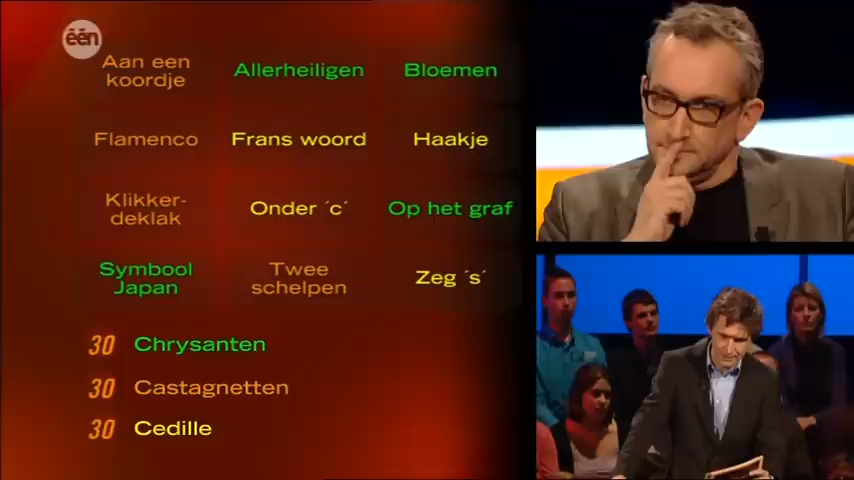 één
Aan een
koordje
Allerheiligen
Bloemen
Flamenco
Frans woord
Haakje
Klikker-
deklak
Onder ´c´
Op het graf
Symbool
Japan
Twee
schelpen
Zeg ´s´
30 Chrysanten
30 Castagnetten
30 Cedille